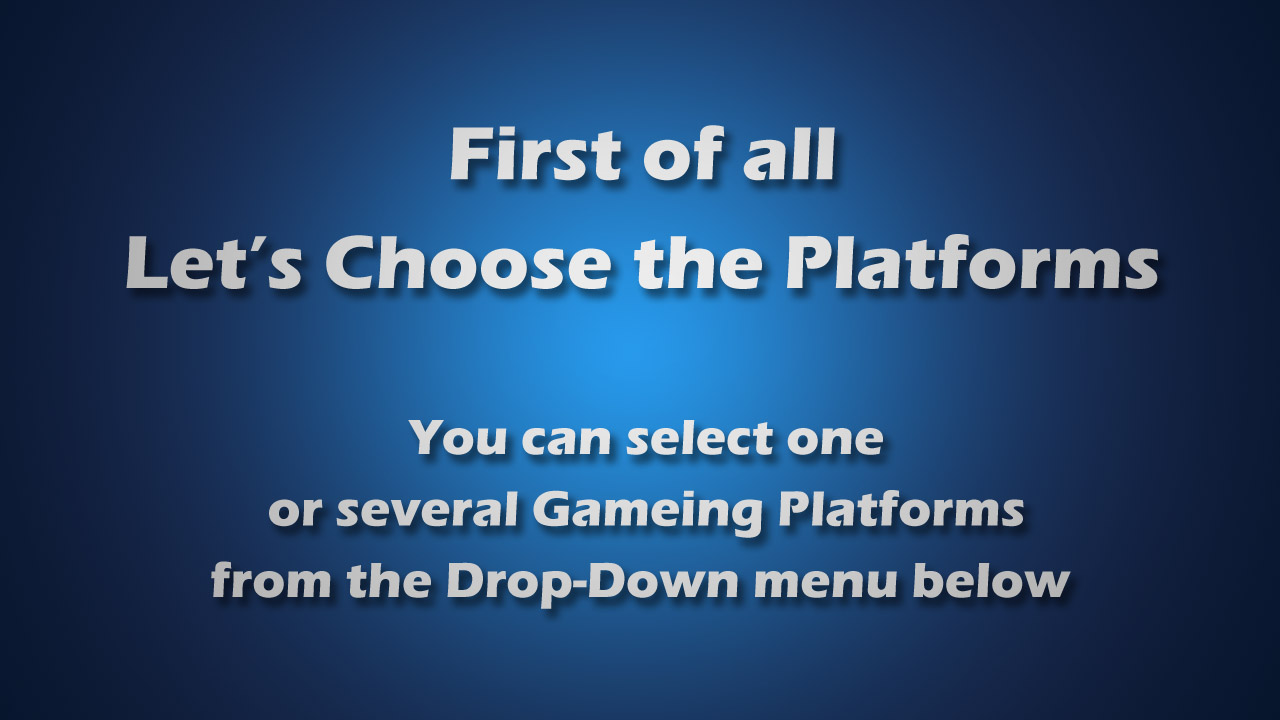 First of all
Let’s Choose the Platforms
You can select one
or several Gameing Platforms
from the Drop-Down menu below